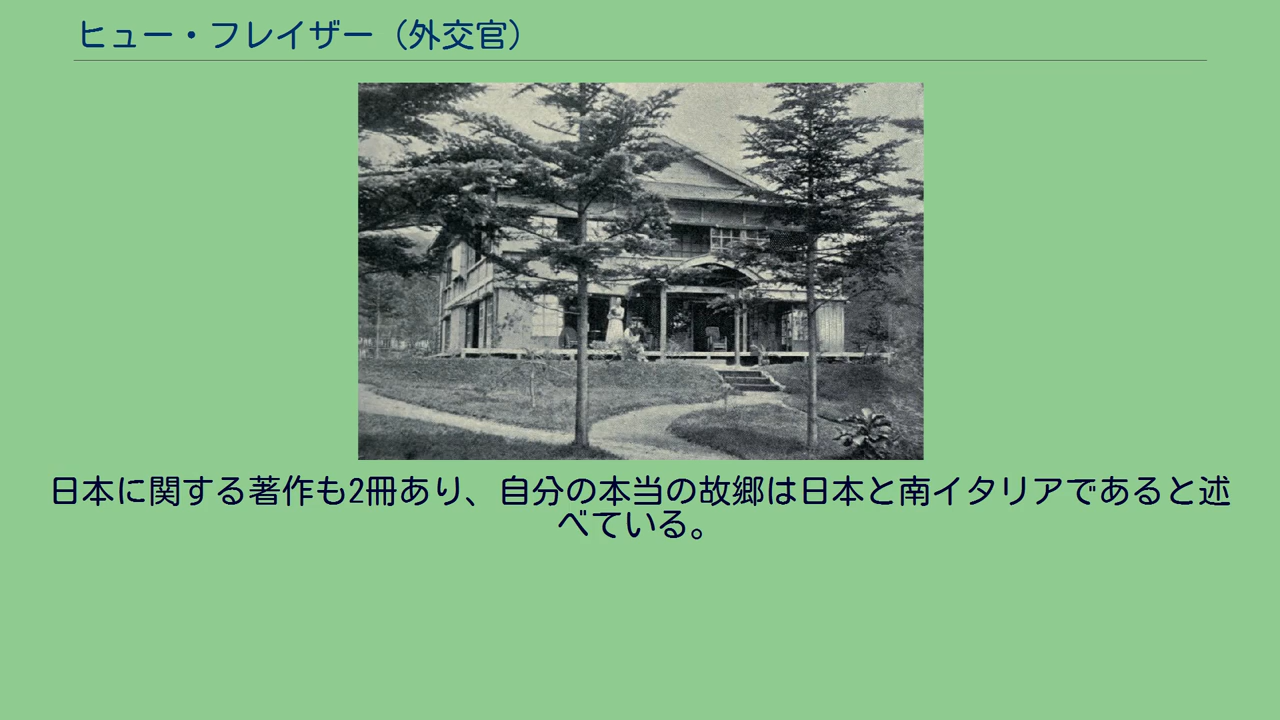 ヒュー・フレイザー（外交官）
日本に関する著作も2冊あり、自分の本当の故郷は日本と南イタリアであると述
べている。